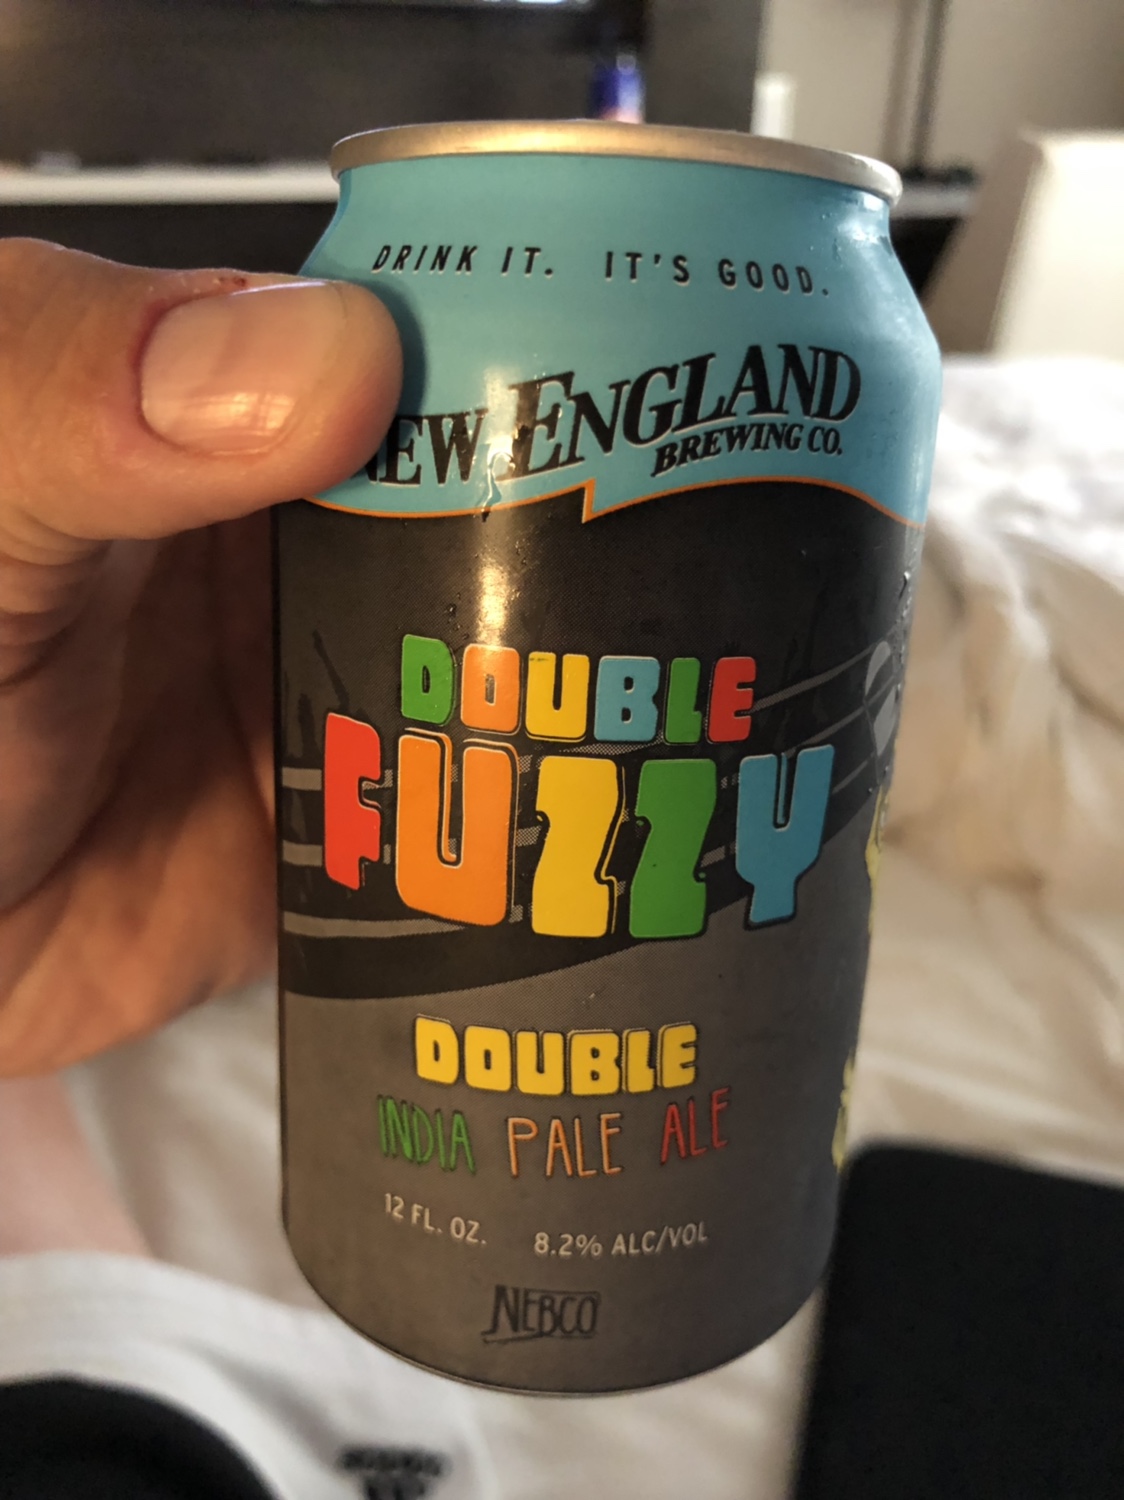 DRINK IT. IT'S GOOD.
NEW ENGLAND
BREWING CO.
DOUBLE
FUZZY
DOUBLE
INDIA PALE ALE
12 FL. OZ. 8.2% ALC/VOL
NEBCO